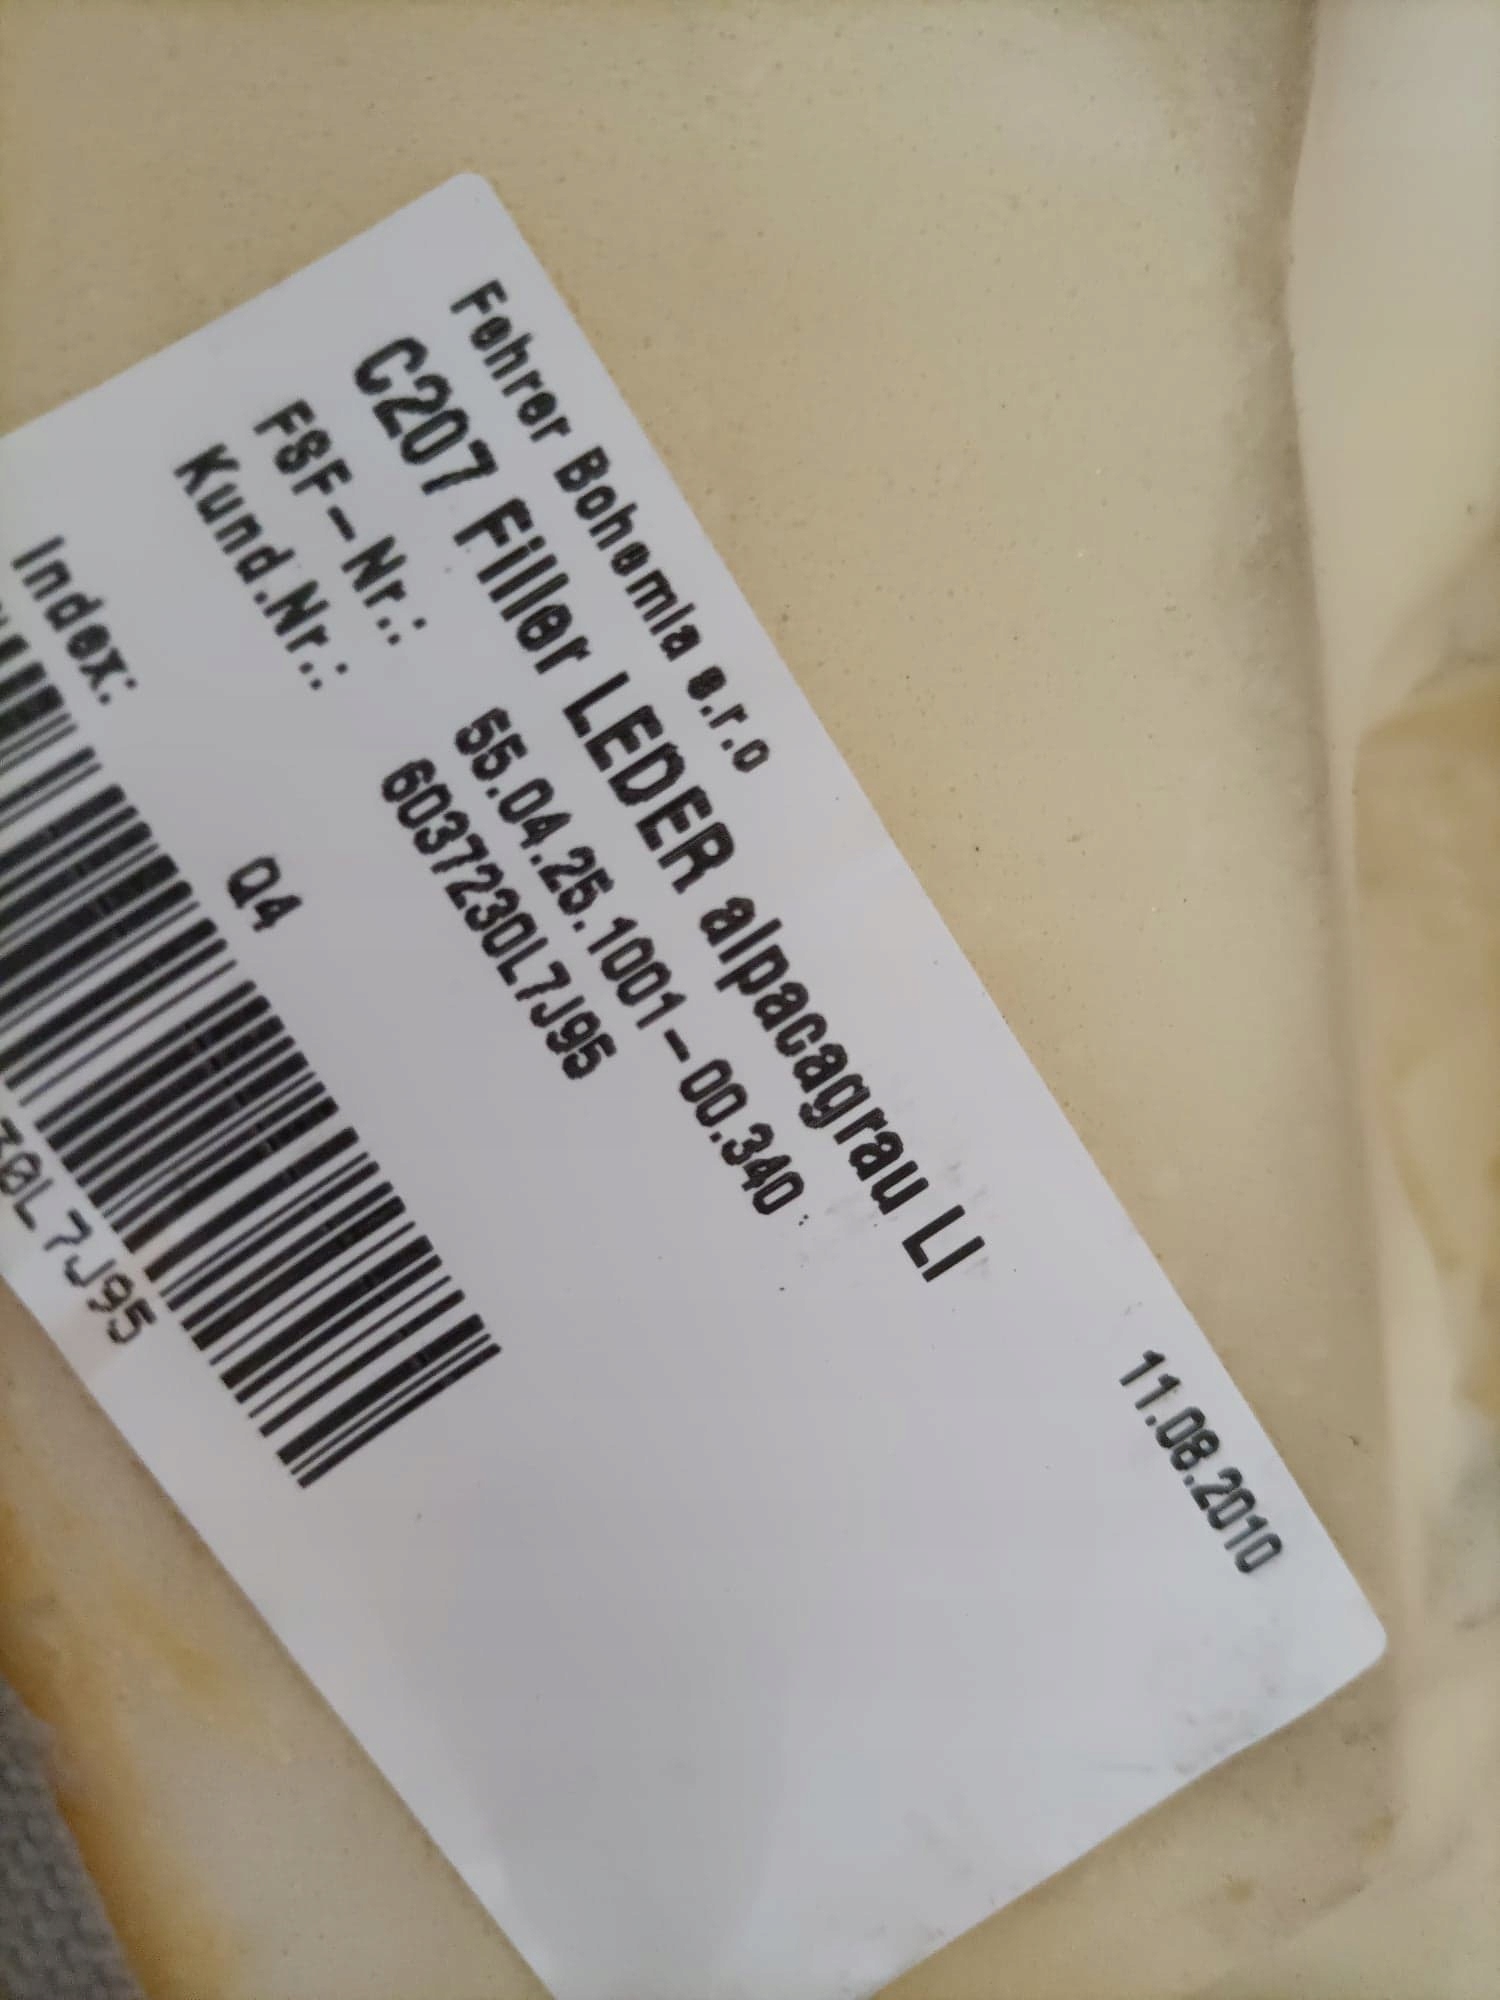 Fehrer Bohemia s.r.o
11.08.2010
C207 Filler LEDER alpacagrau LI
FSF-Nr.: 55.04.25.1001-00.340
Kund.Nr.: 6037230L7J95
Index: Q4
30L7J95